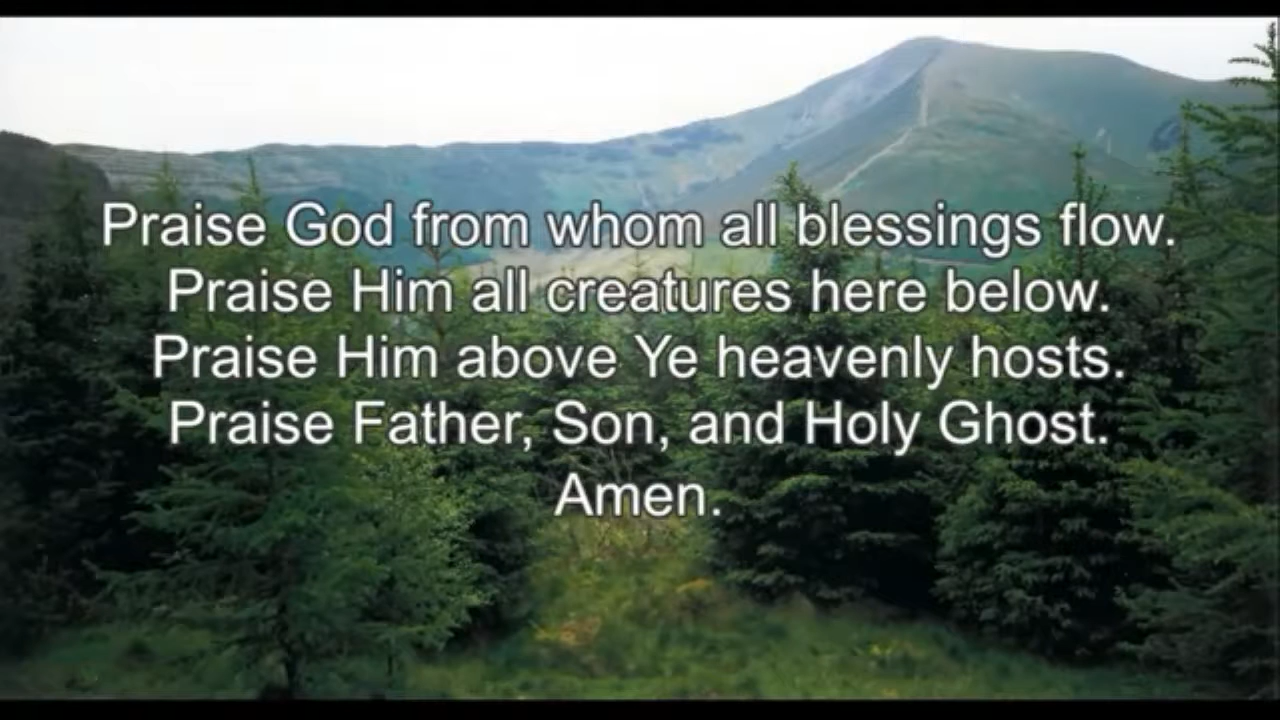 Praise God from whom all blessings flow.
Praise Him all creatures here below.
Praise Him above Ye heavenly hosts.
Praise Father, Son, and Holy Ghost.
Amen.